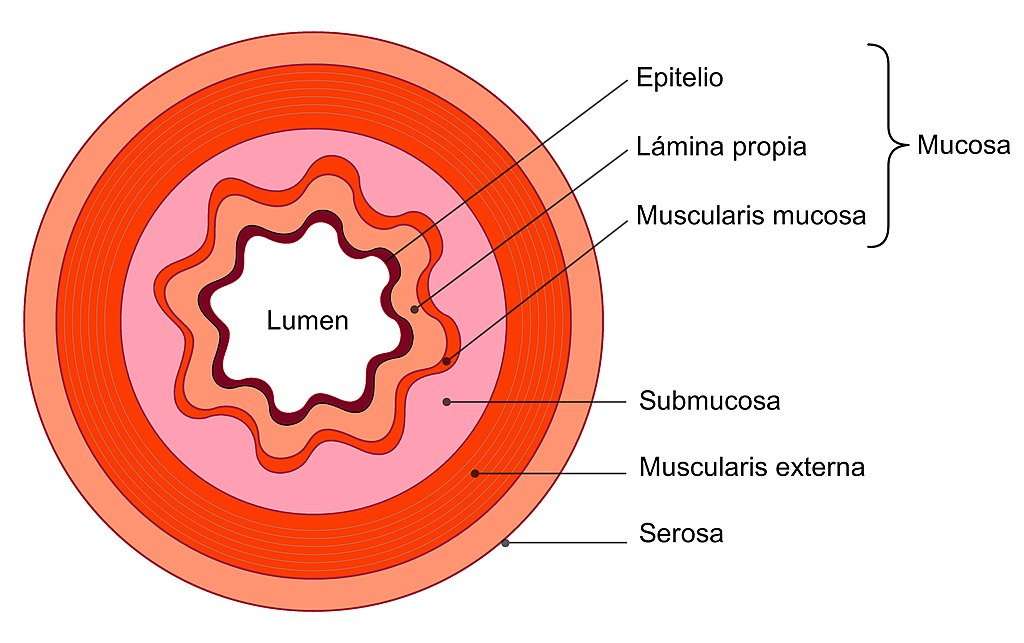 Epitelio
Lámina propia
Muscularis mucosa
Mucosa
Lumen
Submucosa
Muscularis externa
Serosa